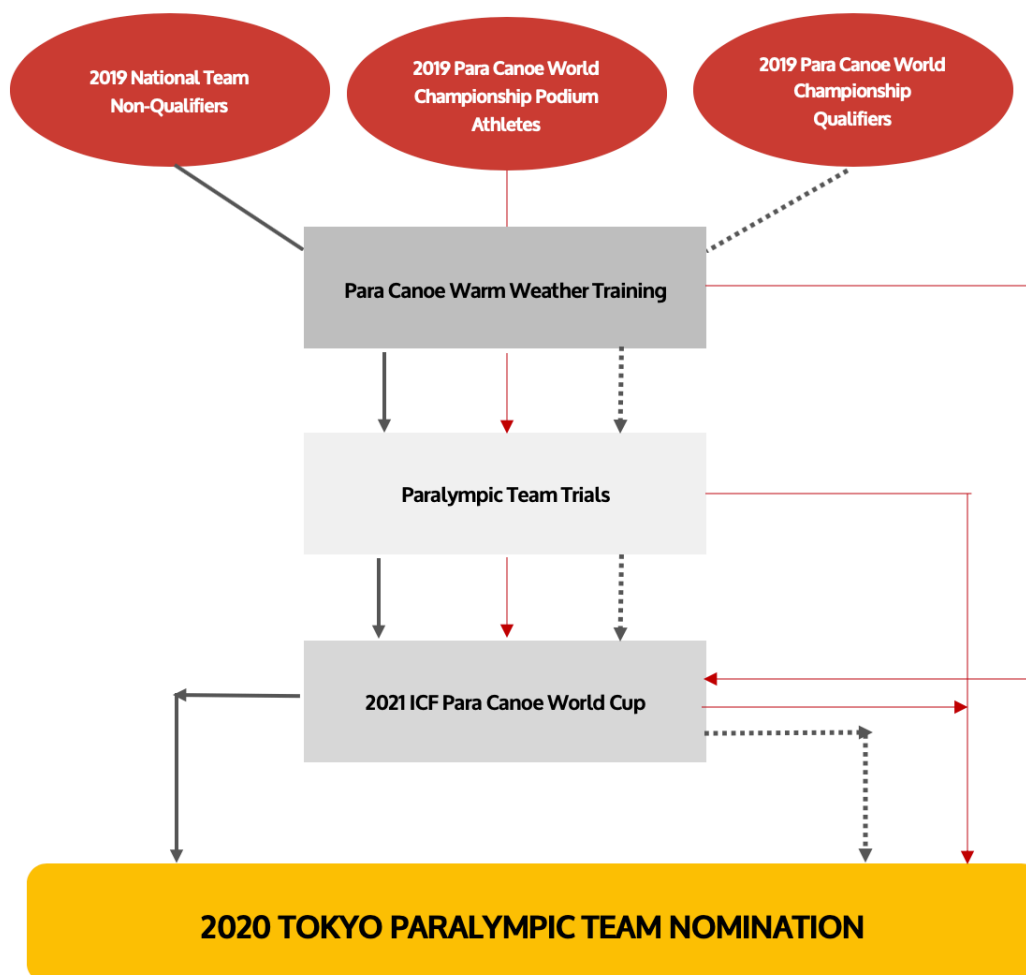 2019 National Team
Non-Qualifiers
2019 Para Canoe World
Championship Podium
Athletes
2019 Para Canoe World
Championship
Qualifiers
Para Canoe Warm Weather Training
Paralympic Team Trials
2021 ICF Para Canoe World Cup
2020 TOKYO PARALYMPIC TEAM NOMINATION